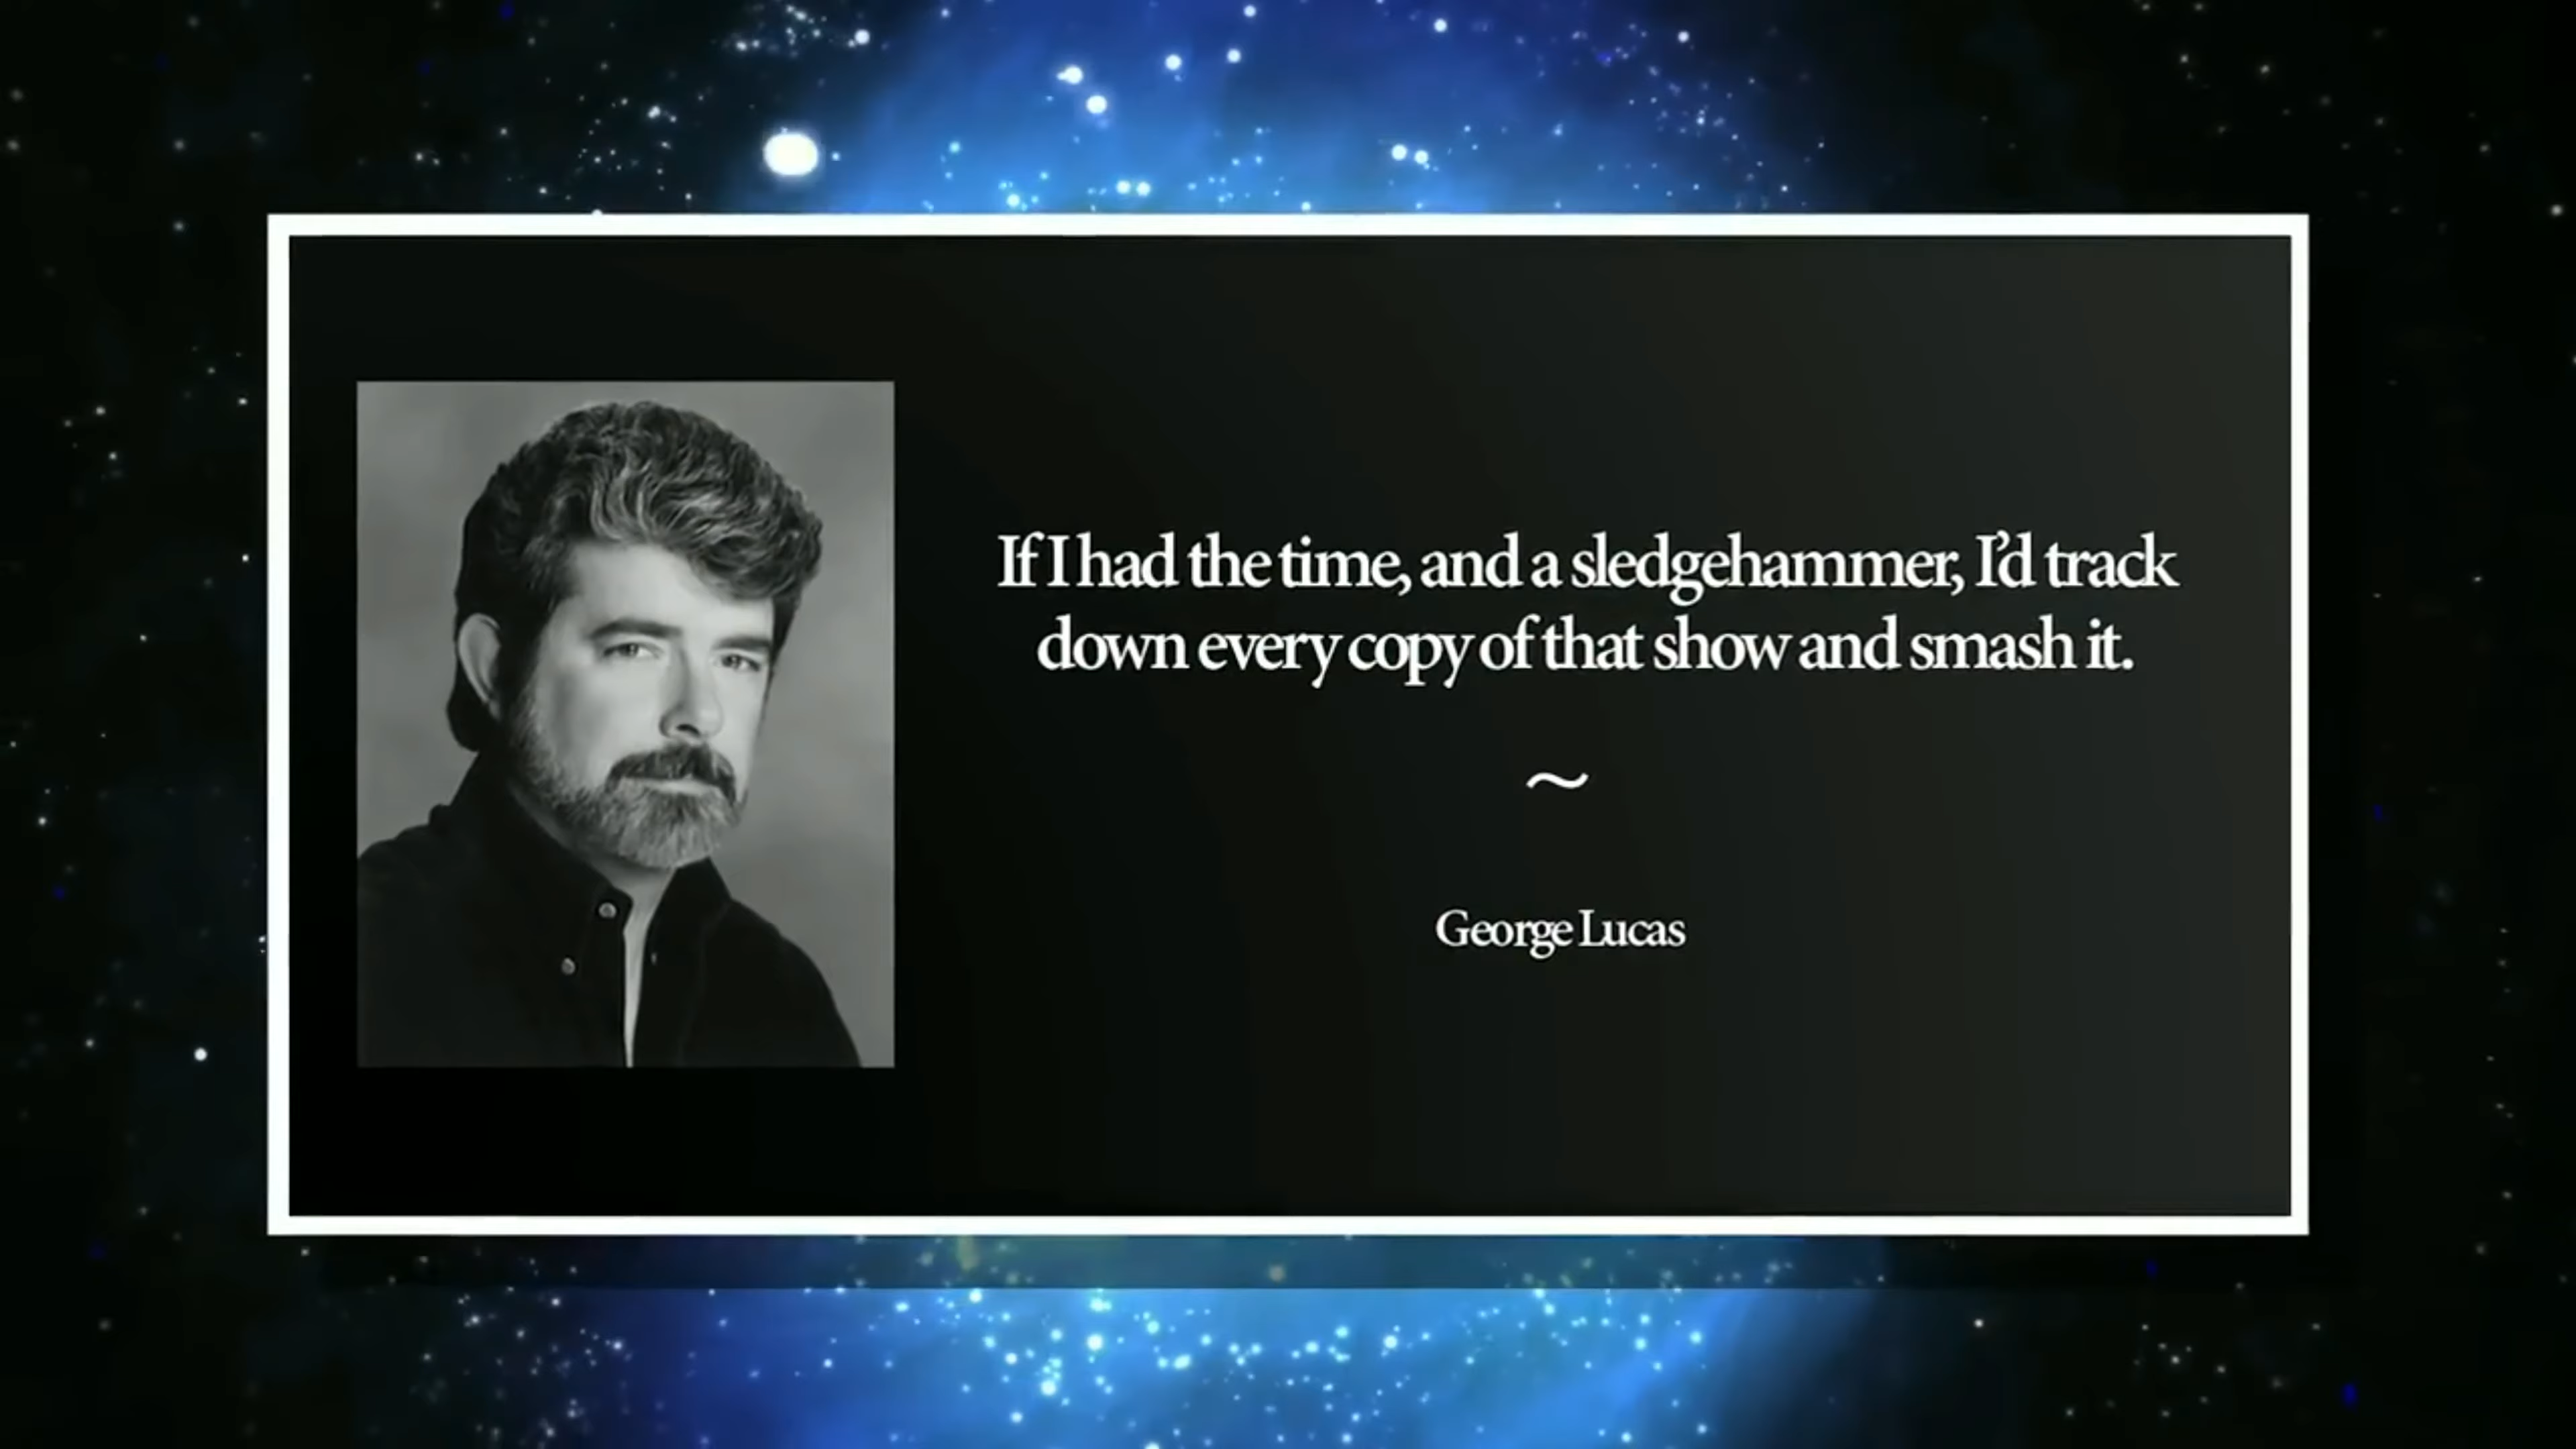 If I had the time, and a sledgehammer, I'd track
down every copy of that show and smash it.
~
George Lucas